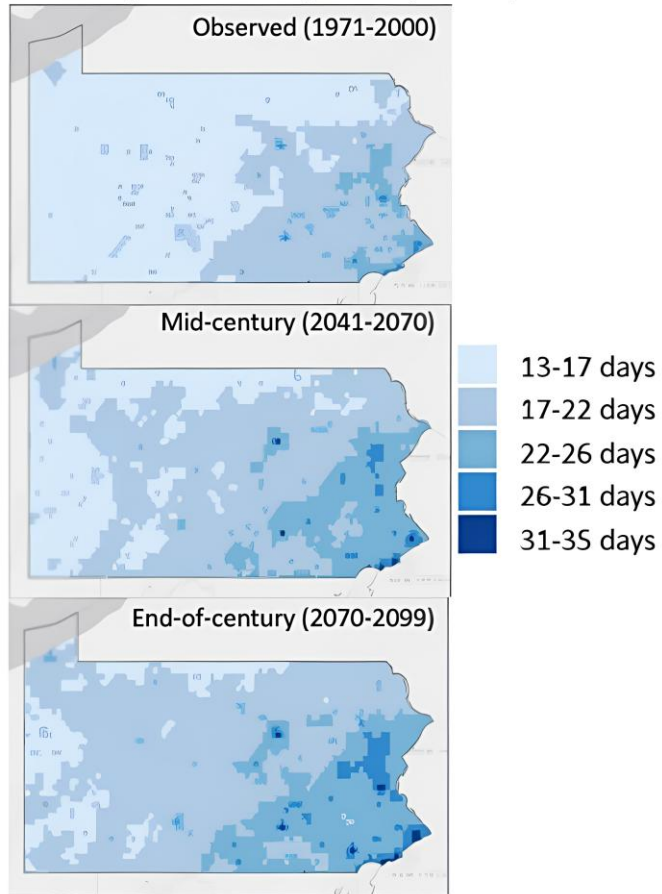 Observed (1971-2000)
Mid-century (2041-2070)
13-17 days
17-22 days
22-26 days
26-31 days
31-35 days
End-of-century (2070-2099)